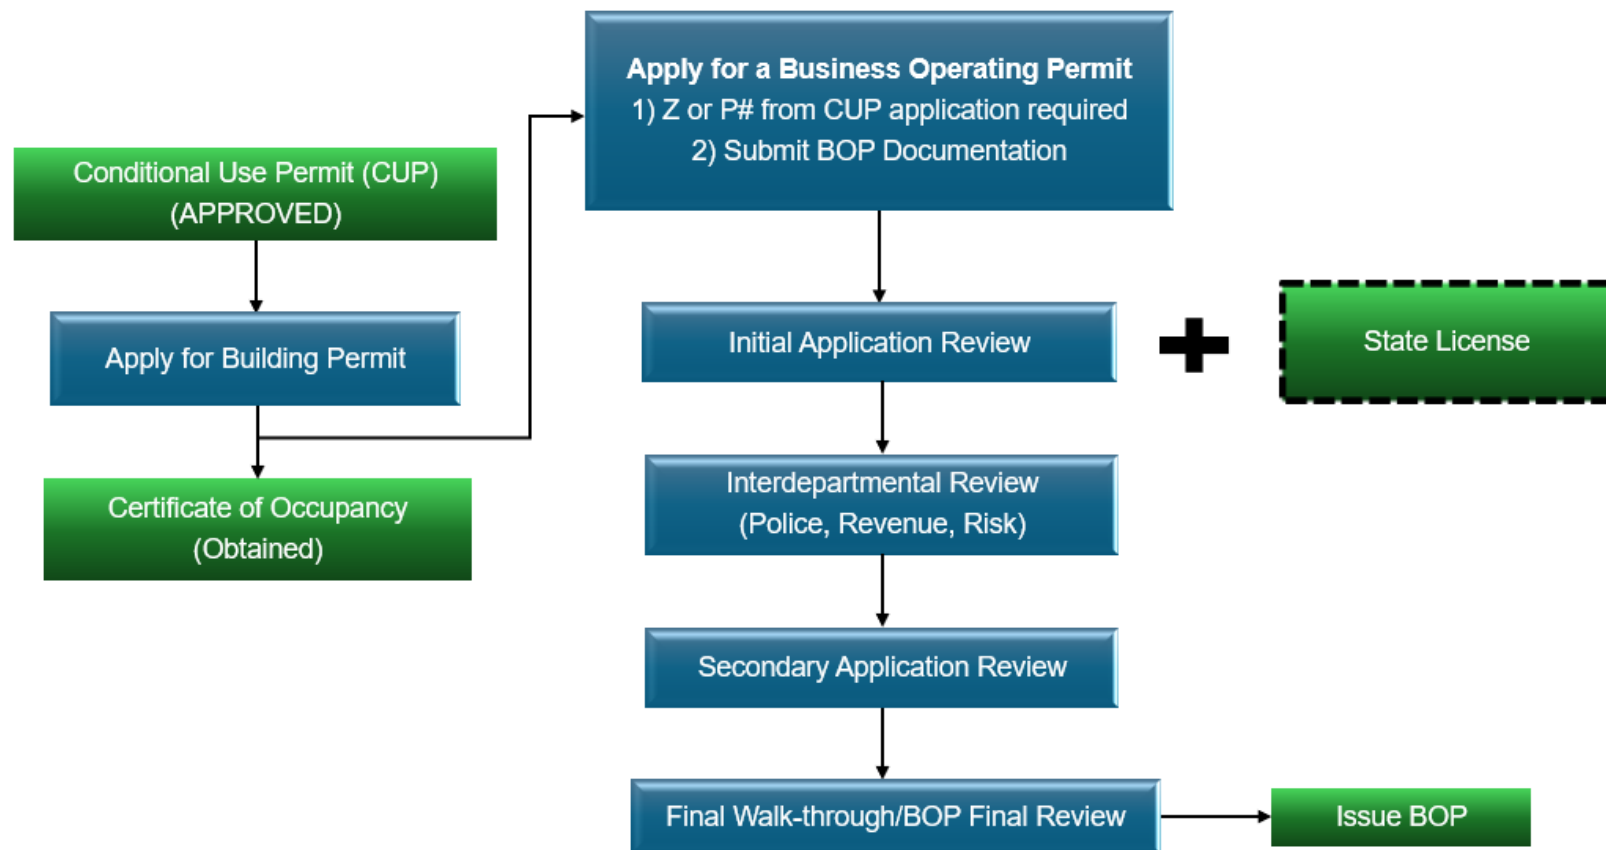 Apply for a Business Operating Permit
1) Z or P# from CUP application required
2) Submit BOP Documentation
Conditional Use Permit (CUP)
(APPROVED)
Apply for Building Permit
Certificate of Occupancy
(Obtained)
Initial Application Review
State License
Interdepartmental Review
(Police, Revenue, Risk)
Secondary Application Review
Final Walk-through/BOP Final Review
Issue BOP